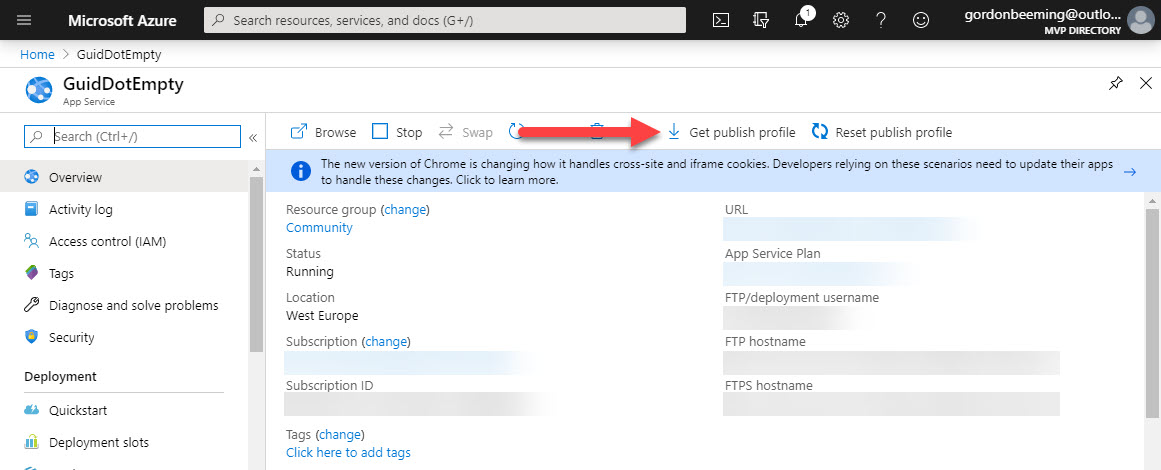 Microsoft Azure
Search resources, services, and docs (G+/)
1
gordonbeeming@outlo...
MVP DIRECTORY
Home > GuidDotEmpty
GuidDotEmpty
App Service
Search (Ctrl+/)
«
Browse
Stop
Swap
Get publish profile
Reset publish profile
The new version of Chrome is changing how it handles cross-site and iframe cookies. Developers relying on these scenarios need to update their apps
to handle these changes. Click to learn more.
Overview
Activity log
Access control (IAM)
Tags
Diagnose and solve problems
Security
Deployment
Quickstart
Deployment slots
Resource group (change)
Community
Status
Running
Location
West Europe
Subscription (change)
Subscription ID
Tags (change)
Click here to add tags
URL
App Service Plan
FTP/deployment username
FTP hostname
FTPS hostname